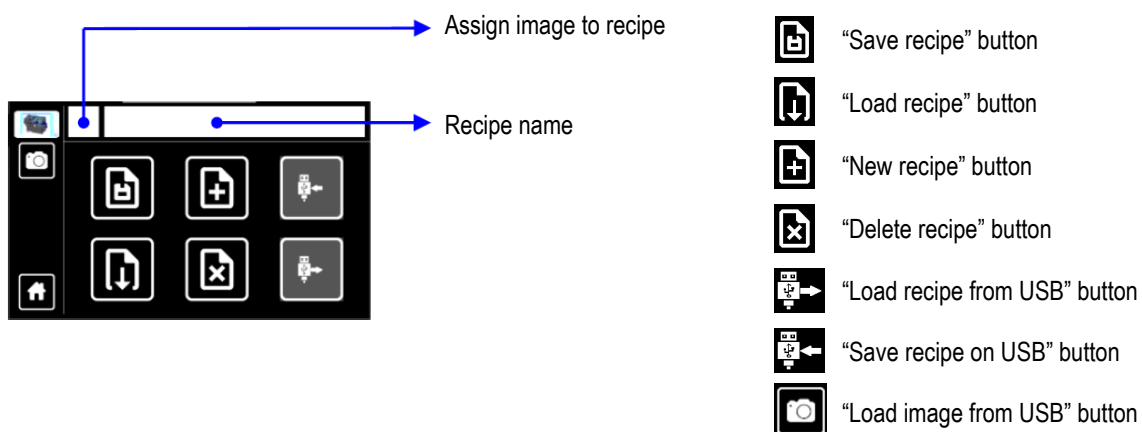 Assign image to recipe
Recipe name
“Save recipe” button
“Load recipe” button
“New recipe” button
“Delete recipe” button
“Load recipe from USB” button
“Save recipe on USB” button
“Load image from USB” button